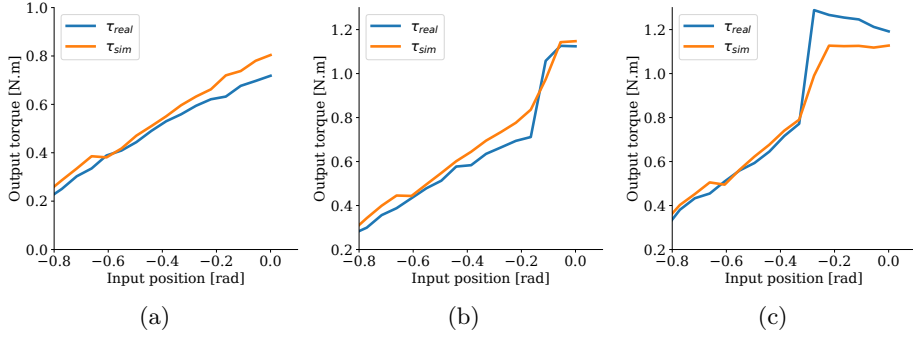 τreal
τsim
Output torque [N.m]
1.0
0.8
0.6
0.4
0.2
0.0
−0.8 −0.6 −0.4 −0.2 0.0
Input position [rad]
(a)
τreal
τsim
Output torque [N.m]
1.2
1.0
0.8
0.6
0.4
0.2
−0.8 −0.6 −0.4 −0.2 0.0
Input position [rad]
(b)
τreal
τsim
Output torque [N.m]
1.2
1.0
0.8
0.6
0.4
0.2
−0.8 −0.6 −0.4 −0.2 0.0
Input position [rad]
(c)